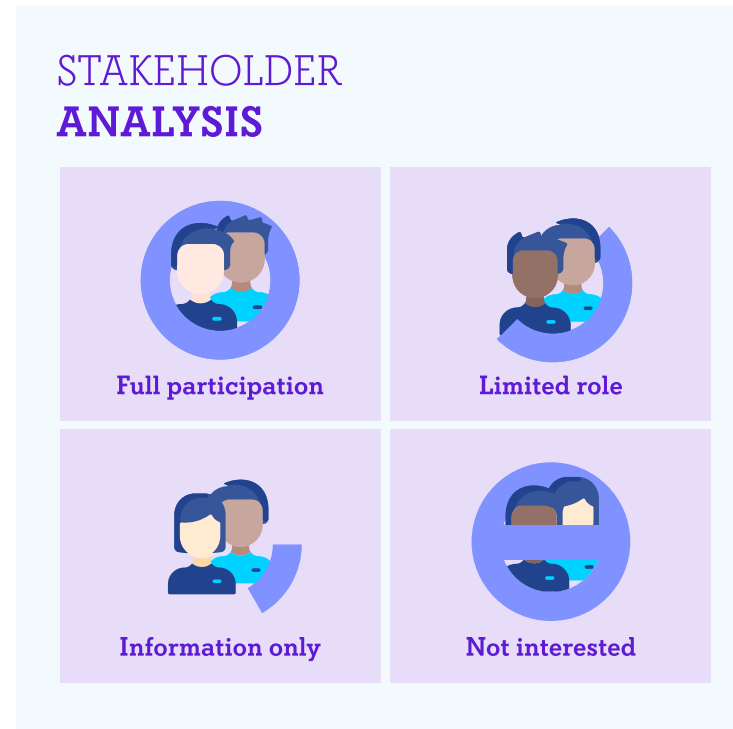 STAKEHOLDER
ANALYSIS
Full participation
Limited role
Information only
Not interested